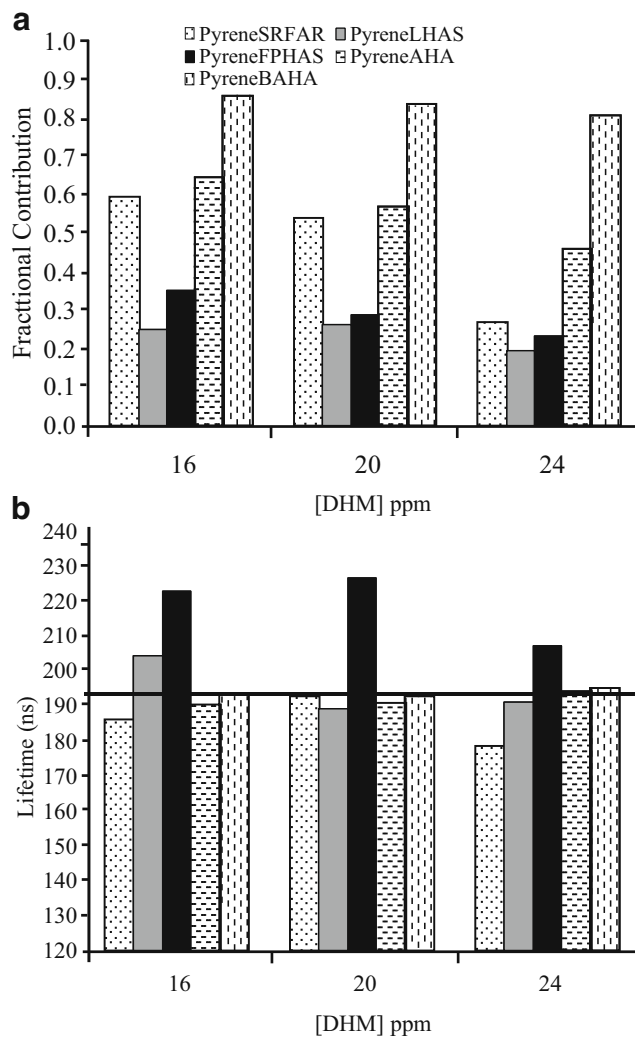 a
PyreneSRFAR PyreneLHAS
PyreneFPHAS PyreneAHA
PyreneBAHA
Fracttional Contribution
1.0
0.9
0.8
0.7
0.6
0.5
0.4
0.3
0.2
0.1
0.0
16 20 24
[DHM] ppm
b
Lifetime (ns)
240
230
220
210
200
190
180
170
160
150
140
130
120
16 20 24
[DHM] ppm